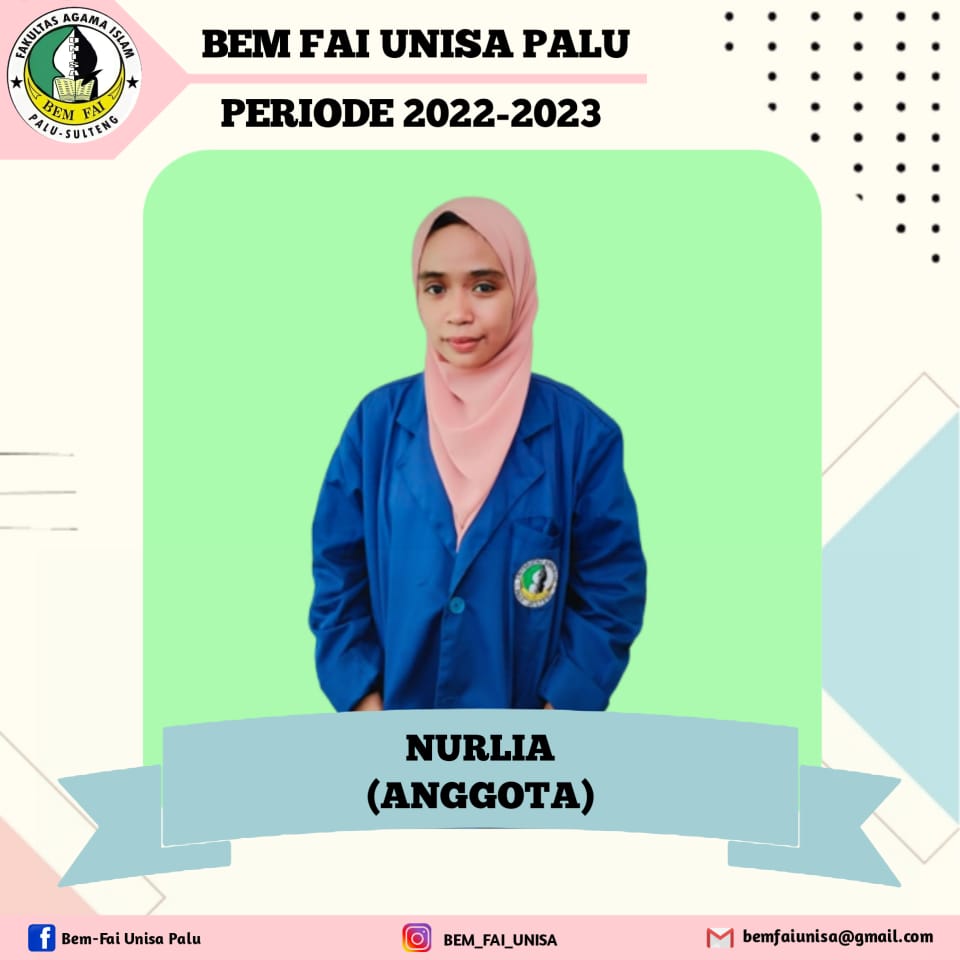 FAKULTAS AGAMA ISLAM
BEM FAI
PALU-SULTENG
BEM FAI UNISA PALU
PERIODE 2022-2023
NURLIA
(ANGGOTA)
Bem-Fai Unisa Palu
BEM_FAI_UNISA
bemfaiunisa@gmail.com